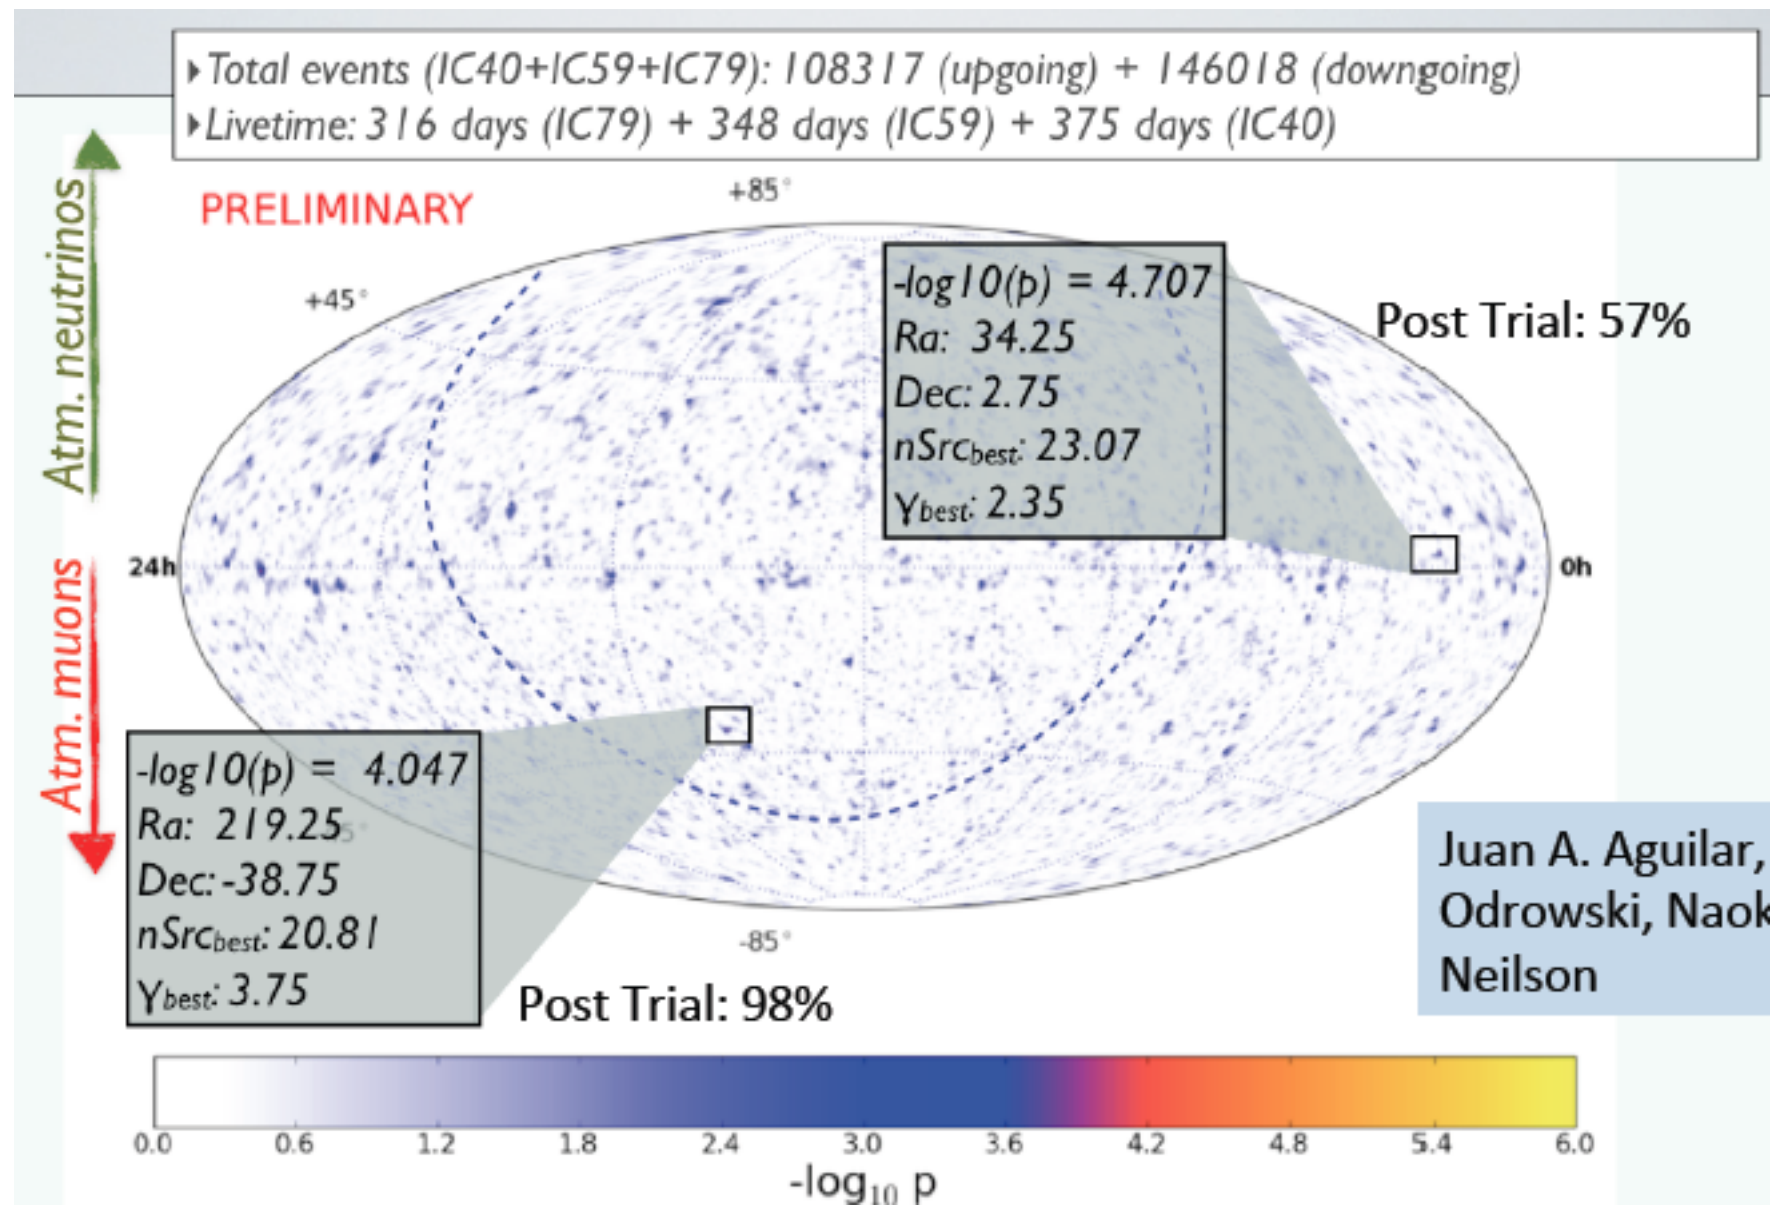 ▸Total events (IC40+IC59+IC79): 108317 (upgoing) + 146018 (downgoing)
▸Livetime: 316 days (IC79) + 348 days (IC59) + 375 days (IC40)
Atm. neutrinos
Atm. muons
PRELIMINARY
+85°
+45°
24h
0h
-85°
-log10(p) = 4.707
Ra: 34.25
Dec: 2.75
nSrcbest: 23.07
γbest: 2.35
Post Trial: 57%
-log10(p) = 4.047
Ra: 219.25
Dec: -38.75
nSrcbest: 20.81
γbest: 3.75
Post Trial: 98%
Juan A. Aguilar,
Odrowski, Naok
Neilson
0.0 0.6 1.2 1.8 2.4 3.0 3.6 4.2 4.8 5.4 6.0
-log10 p